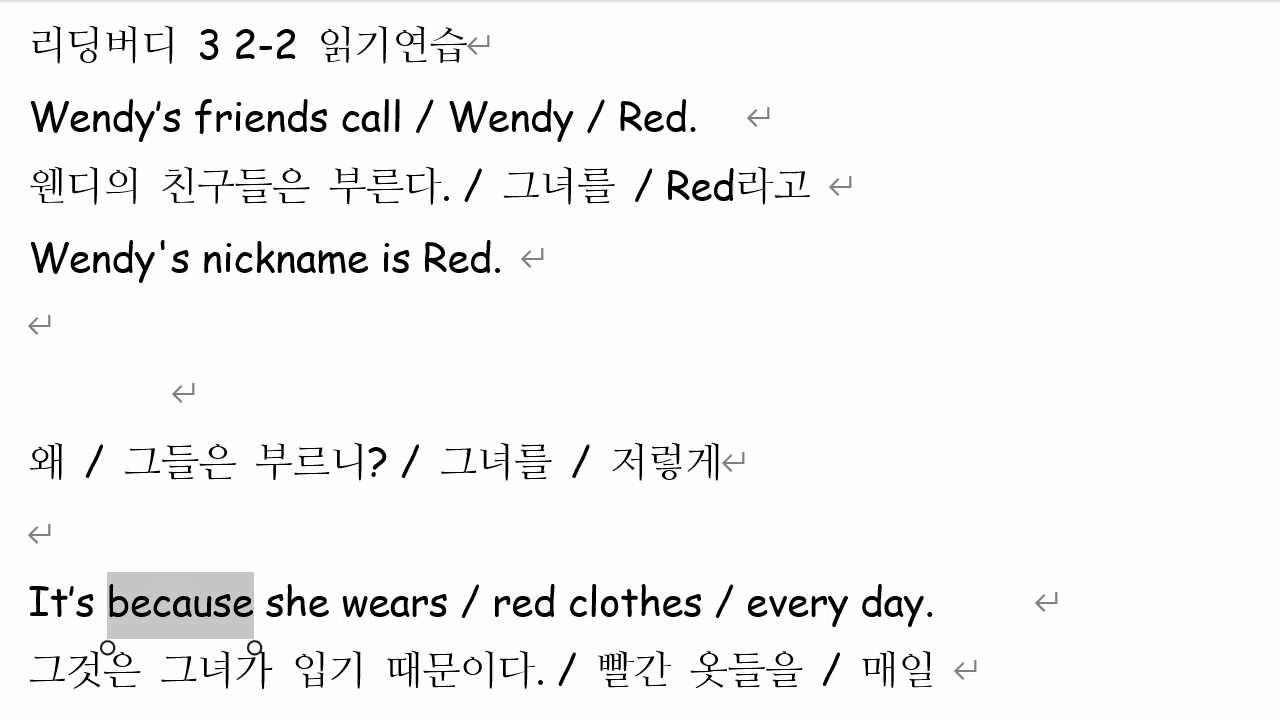 리딩버디 3 2-2 읽기연습
Wendy’s friends call / Wendy / Red.
웬디의 친구들은 부른다. / 그녀를 / Red라고
Wendy's nickname is Red.
왜 / 그들은 부르니? / 그녀를 / 저렇게
It’s because she wears / red clothes / every day.
그것은 그녀가 입기 때문이다. / 빨간 옷들을 / 매일